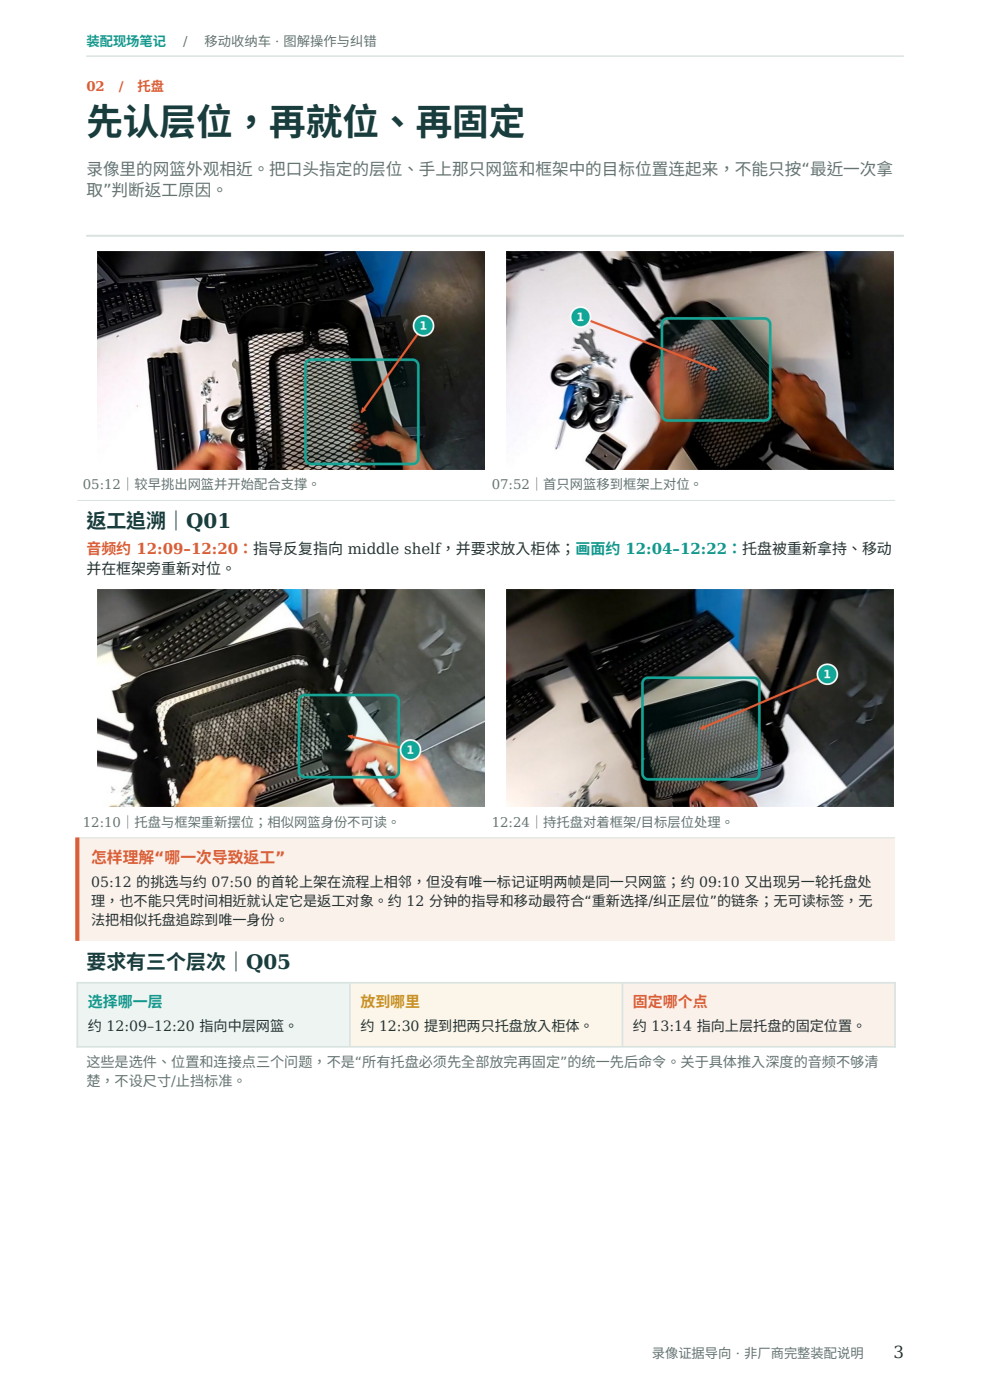 装配现场笔记 / 移动收纳车 · 图解操作与纠错
02 / 托盘
先认层位，再就位、再固定
录像里的网篮外观相近。把口头指定的层位、手上那只网篮和框架中的目标位置连起来，不能只按“最近一次拿
取”判断返工原因。
1
1
05:12｜较早挑出网篮并开始配合支撑。
07:52｜首只网篮移到框架上对位。
返工追溯｜Q01
音频约 12:09–12:20：指导反复指向 middle shelf，并要求放入柜体；画面约 12:04–12:22：托盘被重新拿持、移动
并在框架旁重新对位。
1
1
12:10｜托盘与框架重新摆位；相似网篮身份不可读。
12:24｜持托盘对着框架/目标层位处理。
怎样理解“哪一次导致返工”
05:12 的挑选与约 07:50 的首轮上架在流程上相邻，但没有唯一标记证明两帧是同一只网篮；约 09:10 又出现另一轮托盘处
理，也不能只凭时间相近就认定它是返工对象。约 12 分钟的指导和移动最符合“重新选择/纠正层位”的链条；无可读标签，无
法把相似托盘追踪到唯一身份。
要求有三个层次｜Q05
选择哪一层
约 12:09–12:20 指向中层网篮。
放到哪里
约 12:30 提到把两只托盘放入柜体。
固定哪个点
约 13:14 指向上层托盘的固定位置。
这些是选件、位置和连接点三个问题，不是“所有托盘必须先全部放完再固定”的统一先后命令。关于具体推入深度的音频不够清
楚，不设尺寸/止挡标准。
录像证据导向 · 非厂商完整装配说明 3